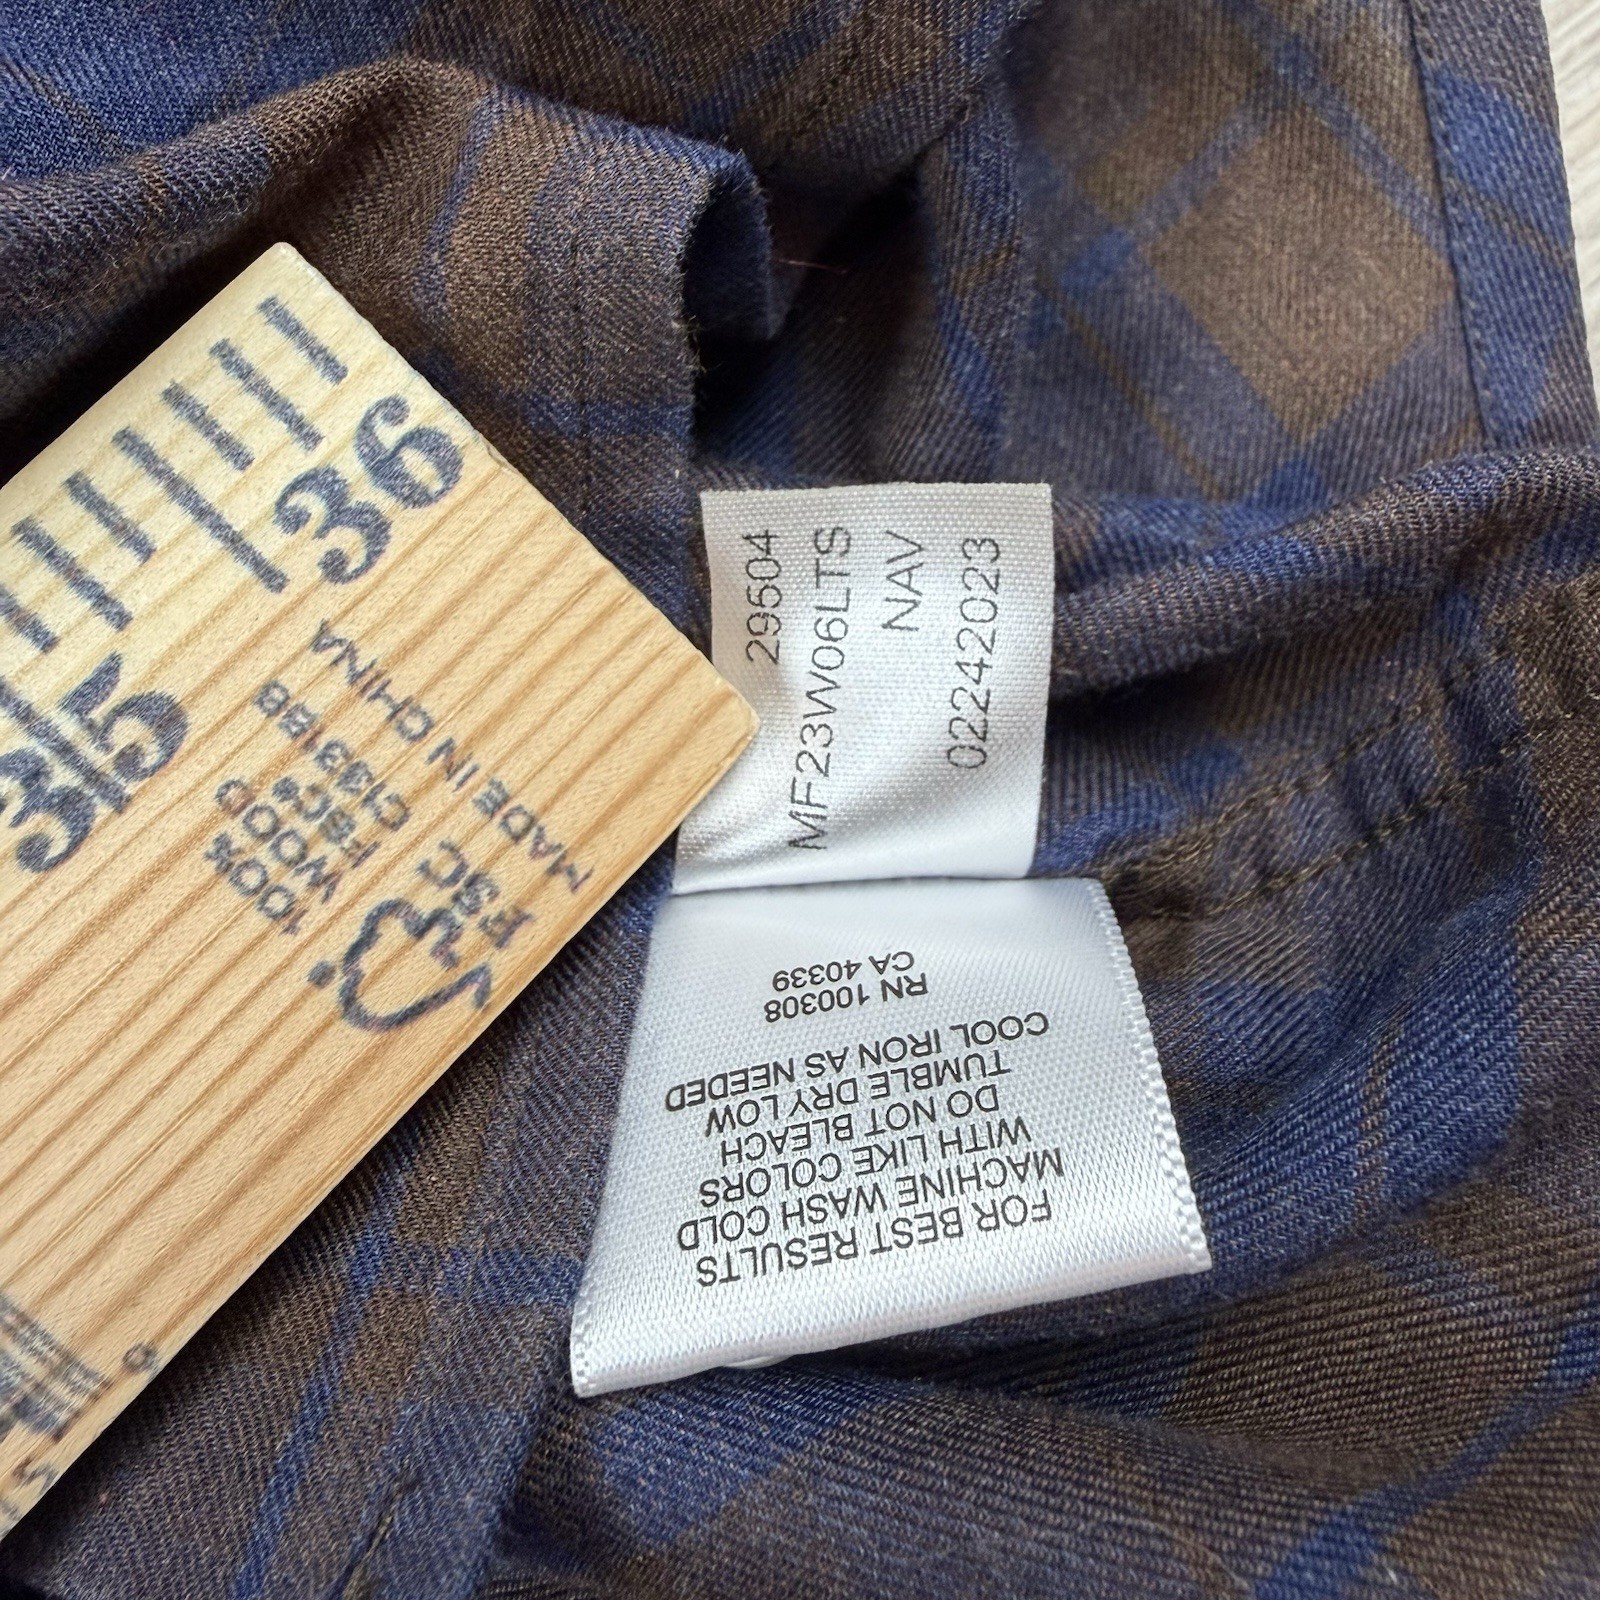 29504
MF23W06LTS
NAV
02242023
FOR BEST RESULTS
MACHINE WASH COLD
WITH LIKE COLORS
DO NOT BLEACH
TUMBLE DRY LOW
COOL IRON AS NEEDED
RN 100308
CA 40339
36
35
100%
WOOD
FSC®
C133188
MADE IN CHINA
FSC